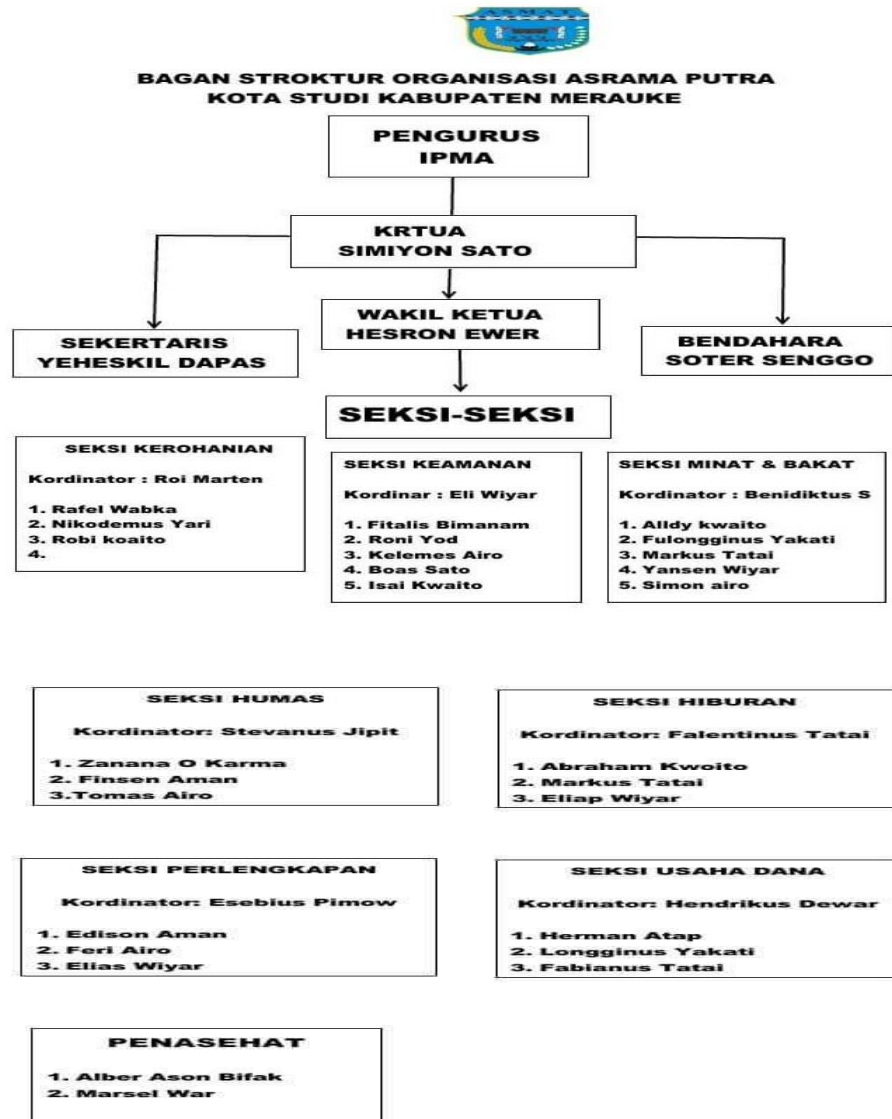 ASMAT
BAGAN STROKTUR ORGANISASI ASRAMA PUTRA
KOTA STUDI KABUPATEN MERAUKE
PENGURUS
IPMA
KRTUA
SIMIYON SATO
WAKIL KETUA
HESRON EWER
SEKERTARIS
YEHESKIL DAPAS
BENDAHARA
SOTER SENGGO
SEKSI-SEKSI
SEKSI KEROHANIAN
Kordinator : Roi Marten
1. Rafel Wabka
2. Nikodemus Yari
3. Robi koaito
4.
SEKSI KEAMANAN
Kordinar : Eli Wiyar
1. Fitalis Bimanam
2. Roni Yod
3. Kelemes Airo
4. Boas Sato
5. Isai Kwaito
SEKSI MINAT & BAKAT
Kordinator : Benidiktus S
1. Alldy kwaito
2. Fulongginus Yakati
3. Markus Tatai
4. Yansen Wiyar
5. Simon airo
SEKSI HUMAS
Kordinator: Stevanus Jipit
1. Zanana O Karma
2. Finsen Aman
3.Tomas Airo
SEKSI HIBURAN
Kordinator: Falentinus Tatai
1. Abraham Kwoito
2. Markus Tatai
3. Eliap Wiyar
SEKSI PERLENGKAPAN
Kordinator: Esebius Pimow
1. Edison Aman
2. Feri Airo
3. Elias Wiyar
SEKSI USAHA DANA
Kordinator: Hendrikus Dewar
1. Herman Atap
2. Longginus Yakati
3. Fabianus Tatai
PENASEHAT
1. Alber Ason Bifak
2. Marsel War